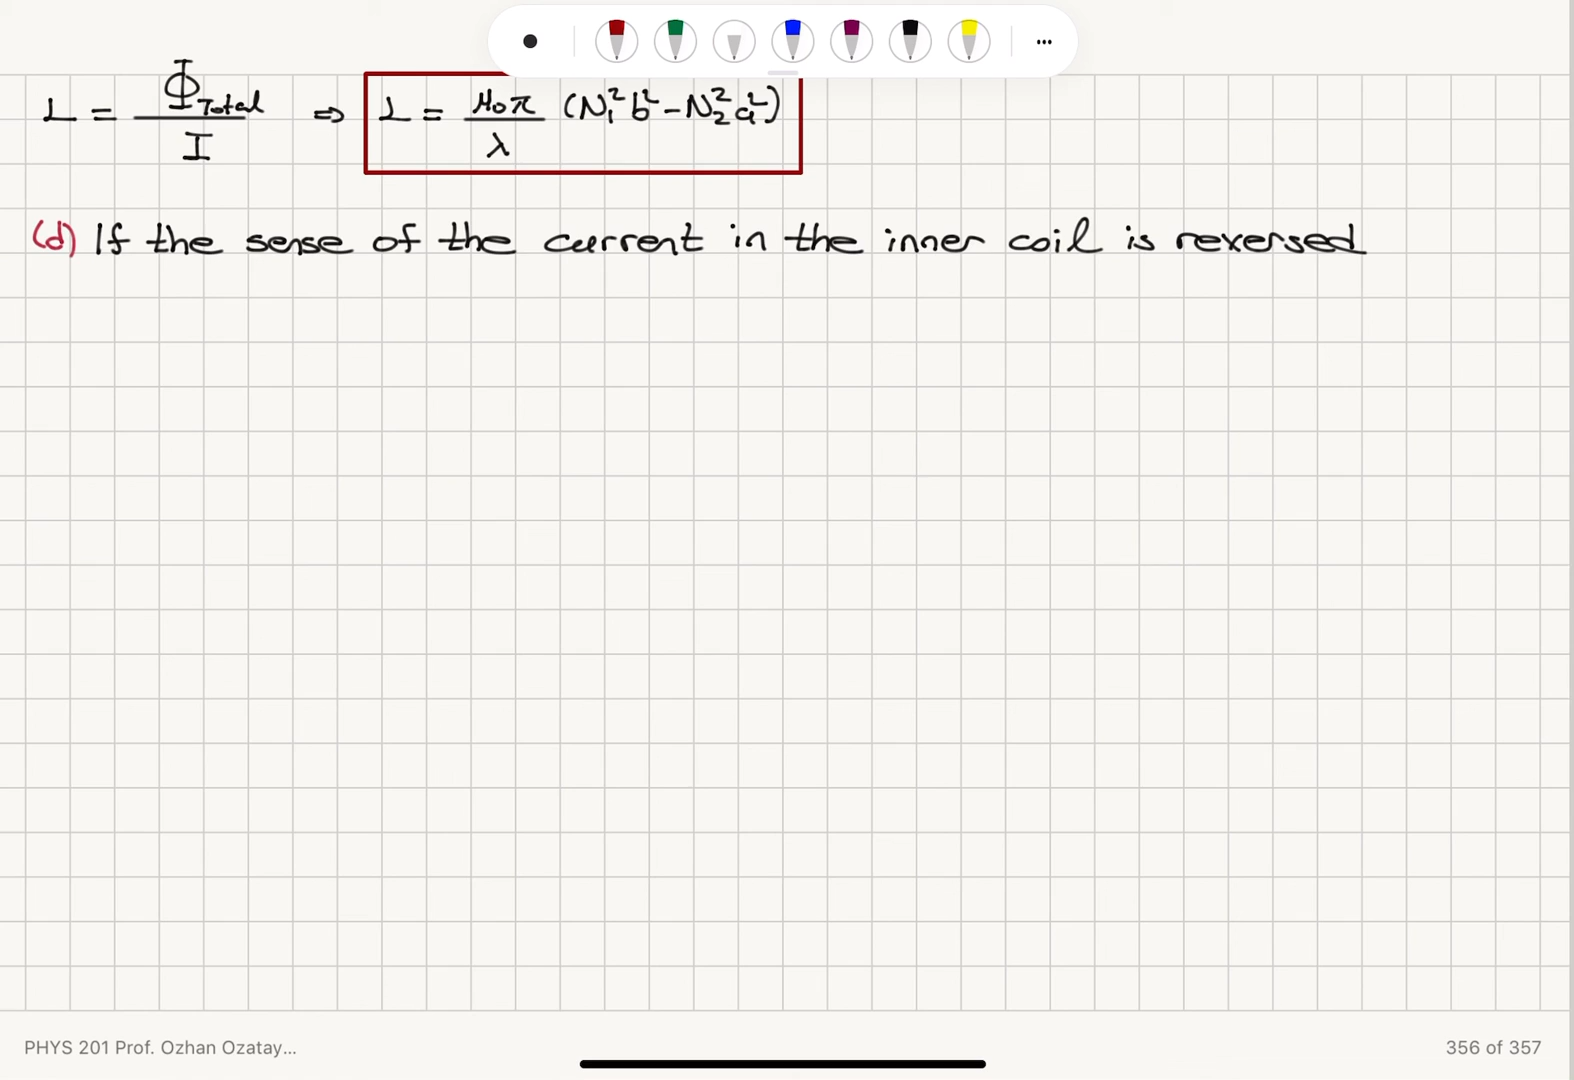 L = Φ_Total / I ⇒ L = μ₀π / λ (N₁²b² - N₂²a²)
(d) If the sense of the current in the inner coil is reversed
PHYS 201 Prof. Ozhan Ozatay...
356 of 357